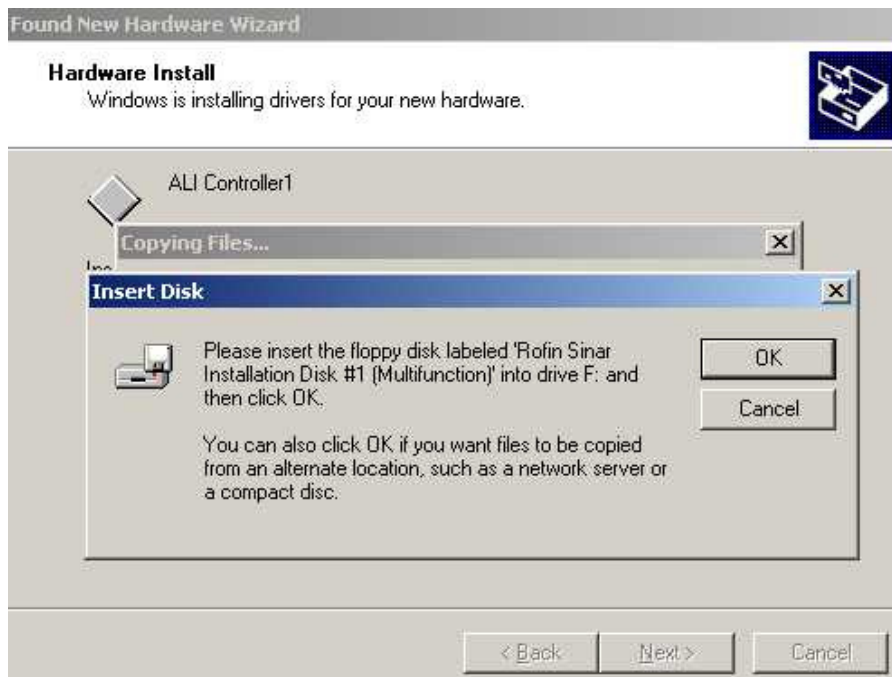 Found New Hardware Wizard
Hardware Install
Windows is installing drivers for your new hardware.
ALI Controller1
Copying Files...
Insert Disk
Please insert the floppy disk labeled 'Rofin Sinar
Installation Disk #1 (Multifunction)' into drive F: and
then click OK.
You can also click OK if you want files to be copied
from an alternate location, such as a network server or
a compact disc.
OK
Cancel
< Back
Next >
Cancel